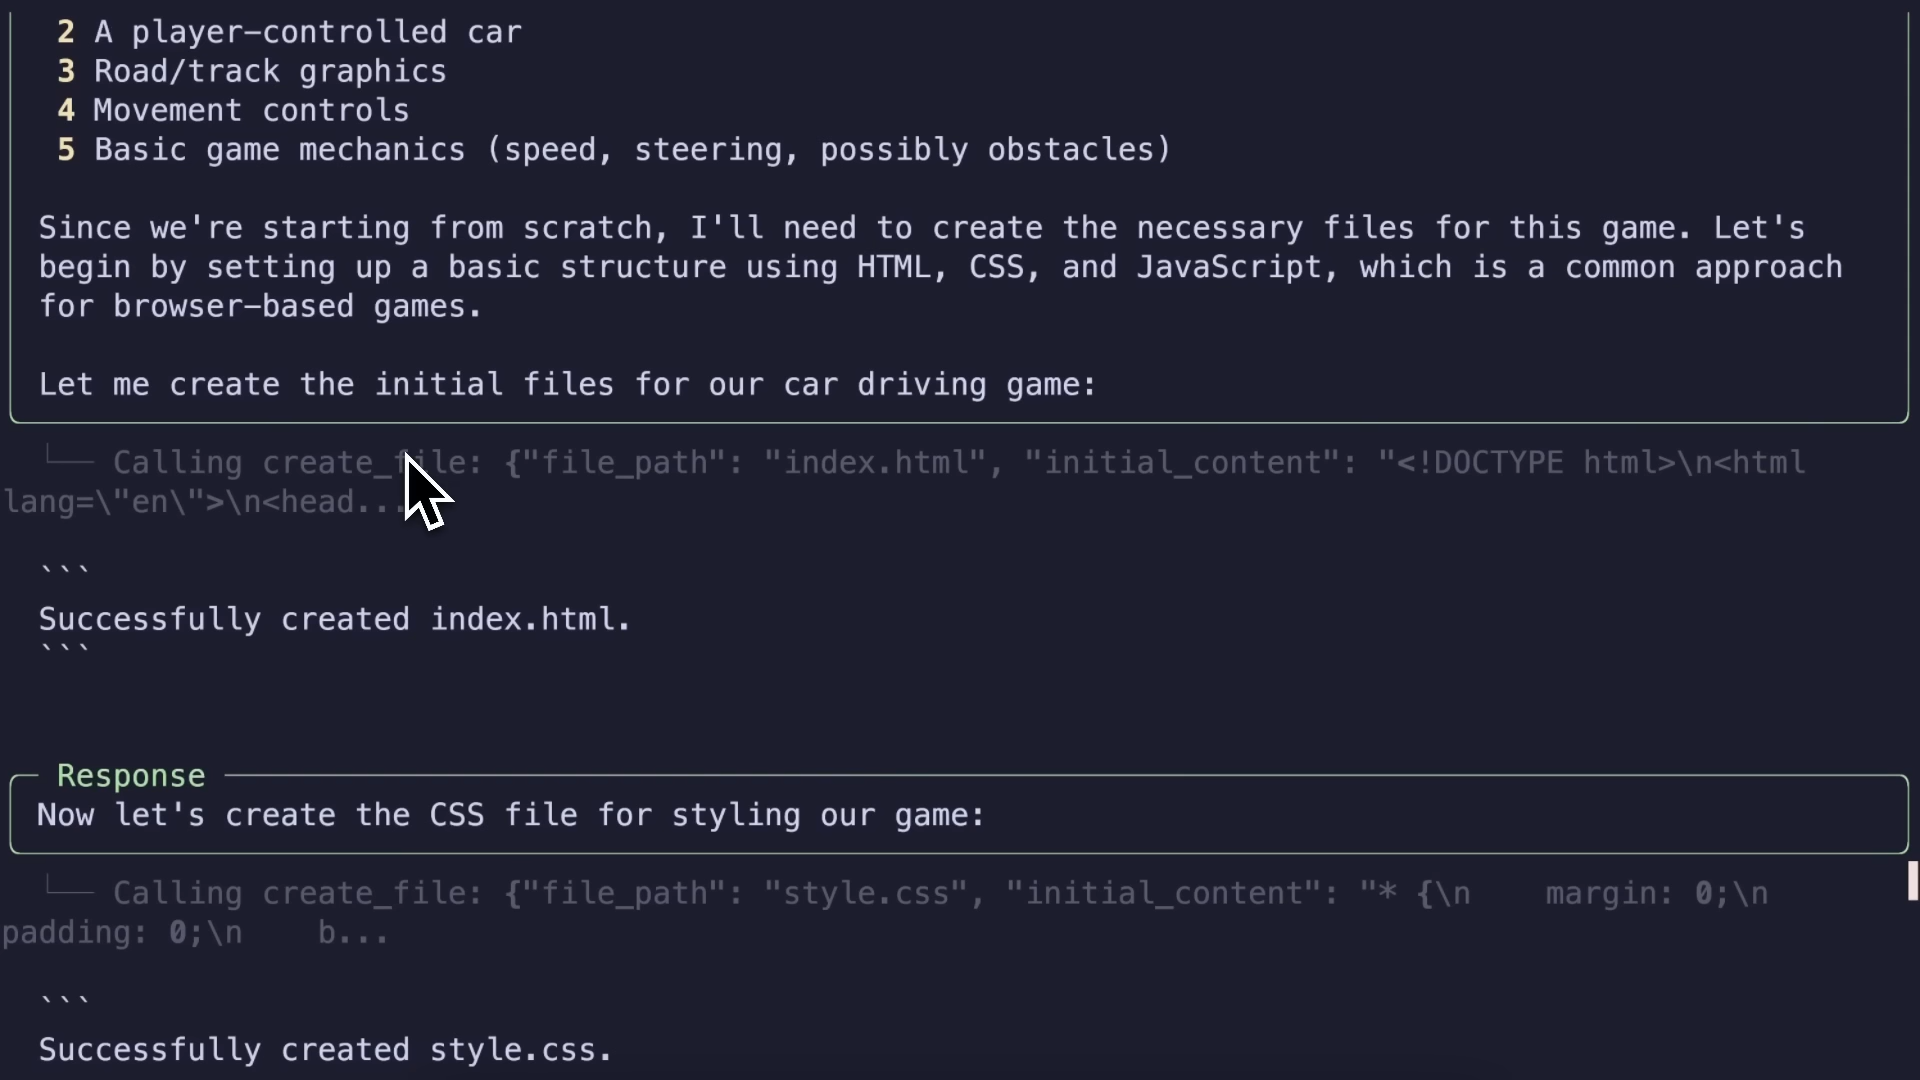 2 A player-controlled car
3 Road/track graphics
4 Movement controls
5 Basic game mechanics (speed, steering, possibly obstacles)
Since we're starting from scratch, I'll need to create the necessary files for this game. Let's
begin by setting up a basic structure using HTML, CSS, and JavaScript, which is a common approach
for browser-based games.
Let me create the initial files for our car driving game:
└── Calling create_file: {"file_path": "index.html", "initial_content": "<!DOCTYPE html>\n<html
lang=\"en\">\n<head...
```
Successfully created index.html.
```
Response
Now let's create the CSS file for styling our game:
└── Calling create_file: {"file_path": "style.css", "initial_content": "* {\n    margin: 0;\n
padding: 0;\n    b...
```
Successfully created style.css.